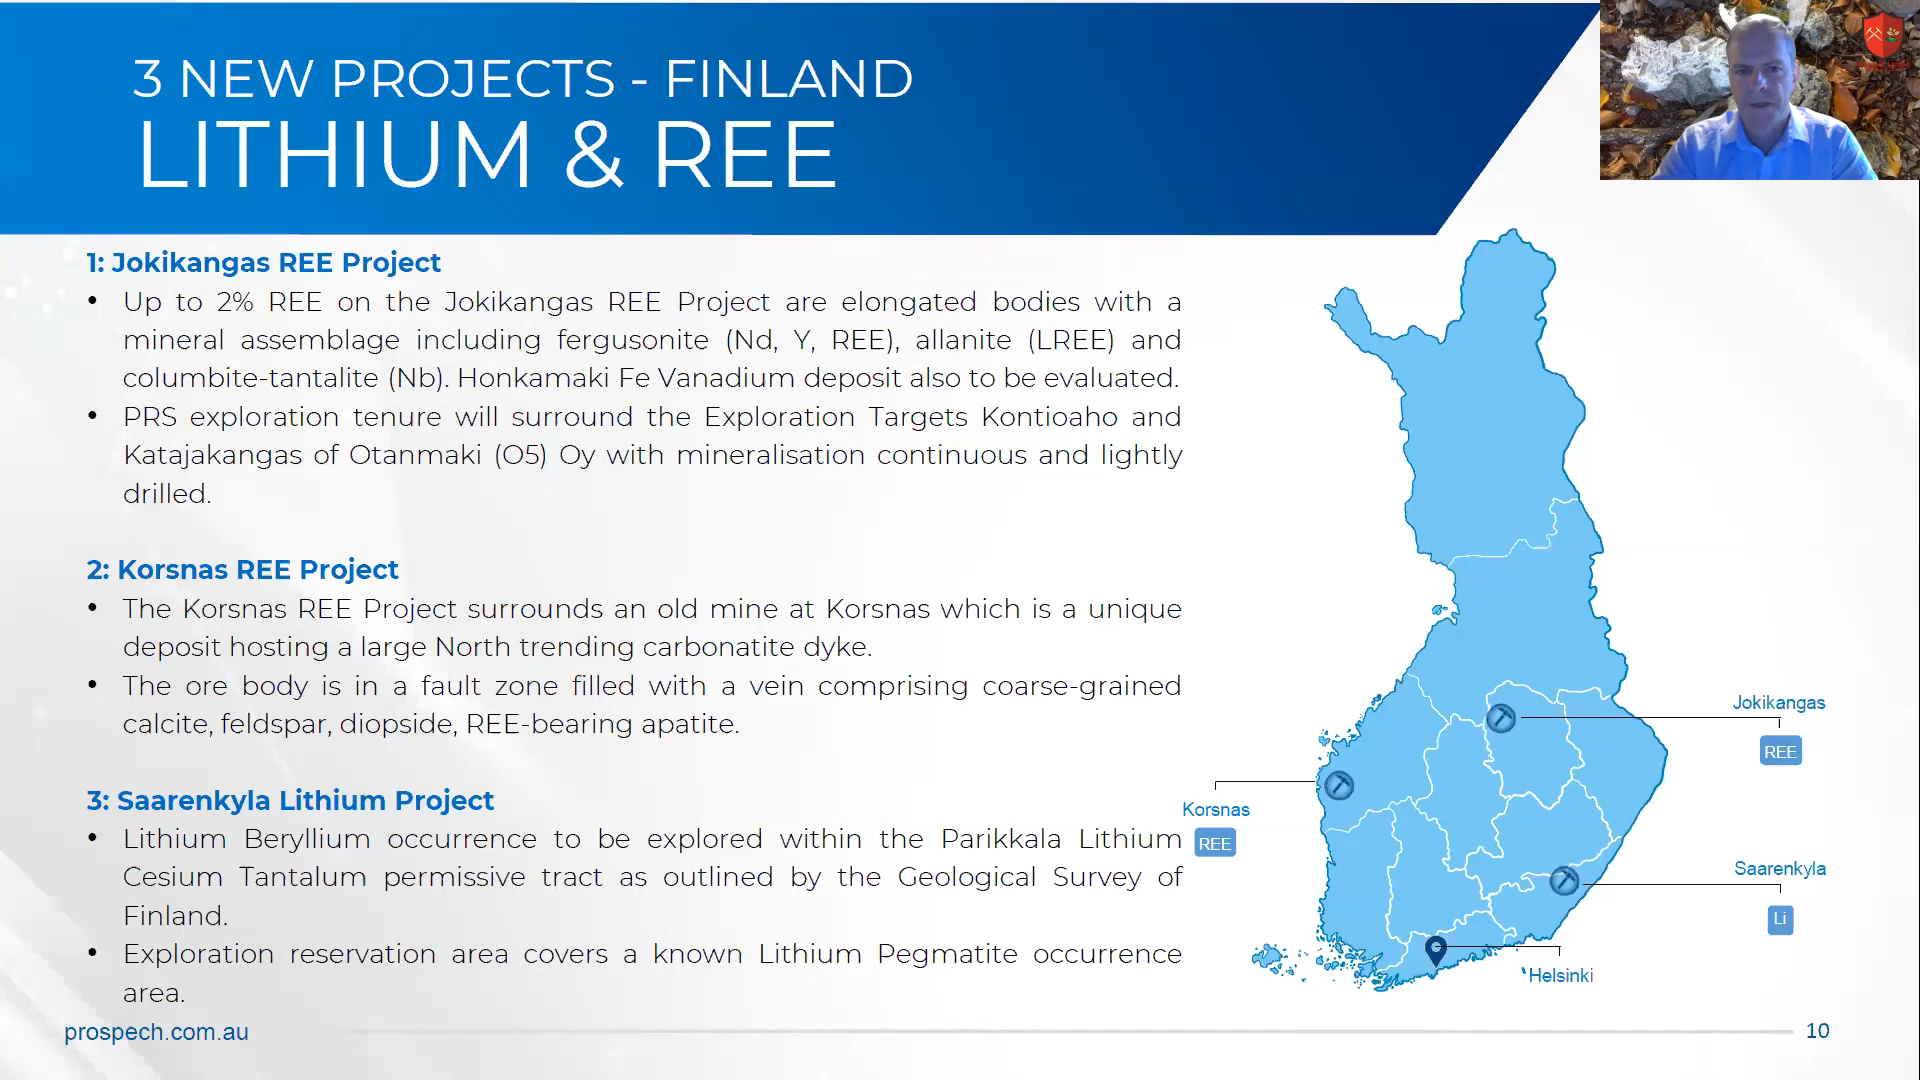 3 NEW PROJECTS - FINLAND
LITHIUM & REE
1: Jokikangas REE Project
• Up to 2% REE on the Jokikangas REE Project are elongated bodies with a
mineral assemblage including fergusonite (Nd, Y, REE), allanite (LREE) and
columbite-tantalite (Nb). Honkamaki Fe Vanadium deposit also to be evaluated.
• PRS exploration tenure will surround the Exploration Targets Kontioaho and
Katajakangas of Otanmaki (O5) Oy with mineralisation continuous and lightly
drilled.
2: Korsnas REE Project
• The Korsnas REE Project surrounds an old mine at Korsnas which is a unique
deposit hosting a large North trending carbonatite dyke.
• The ore body is in a fault zone filled with a vein comprising coarse-grained
calcite, feldspar, diopside, REE-bearing apatite.
3: Saarenkyla Lithium Project
• Lithium Beryllium occurrence to be explored within the Parikkala Lithium
Cesium Tantalum permissive tract as outlined by the Geological Survey of
Finland.
• Exploration reservation area covers a known Lithium Pegmatite occurrence
area.
Jokikangas
REE
Korsnas
REE
Saarenkyla
Li
Helsinki
prospech.com.au
10